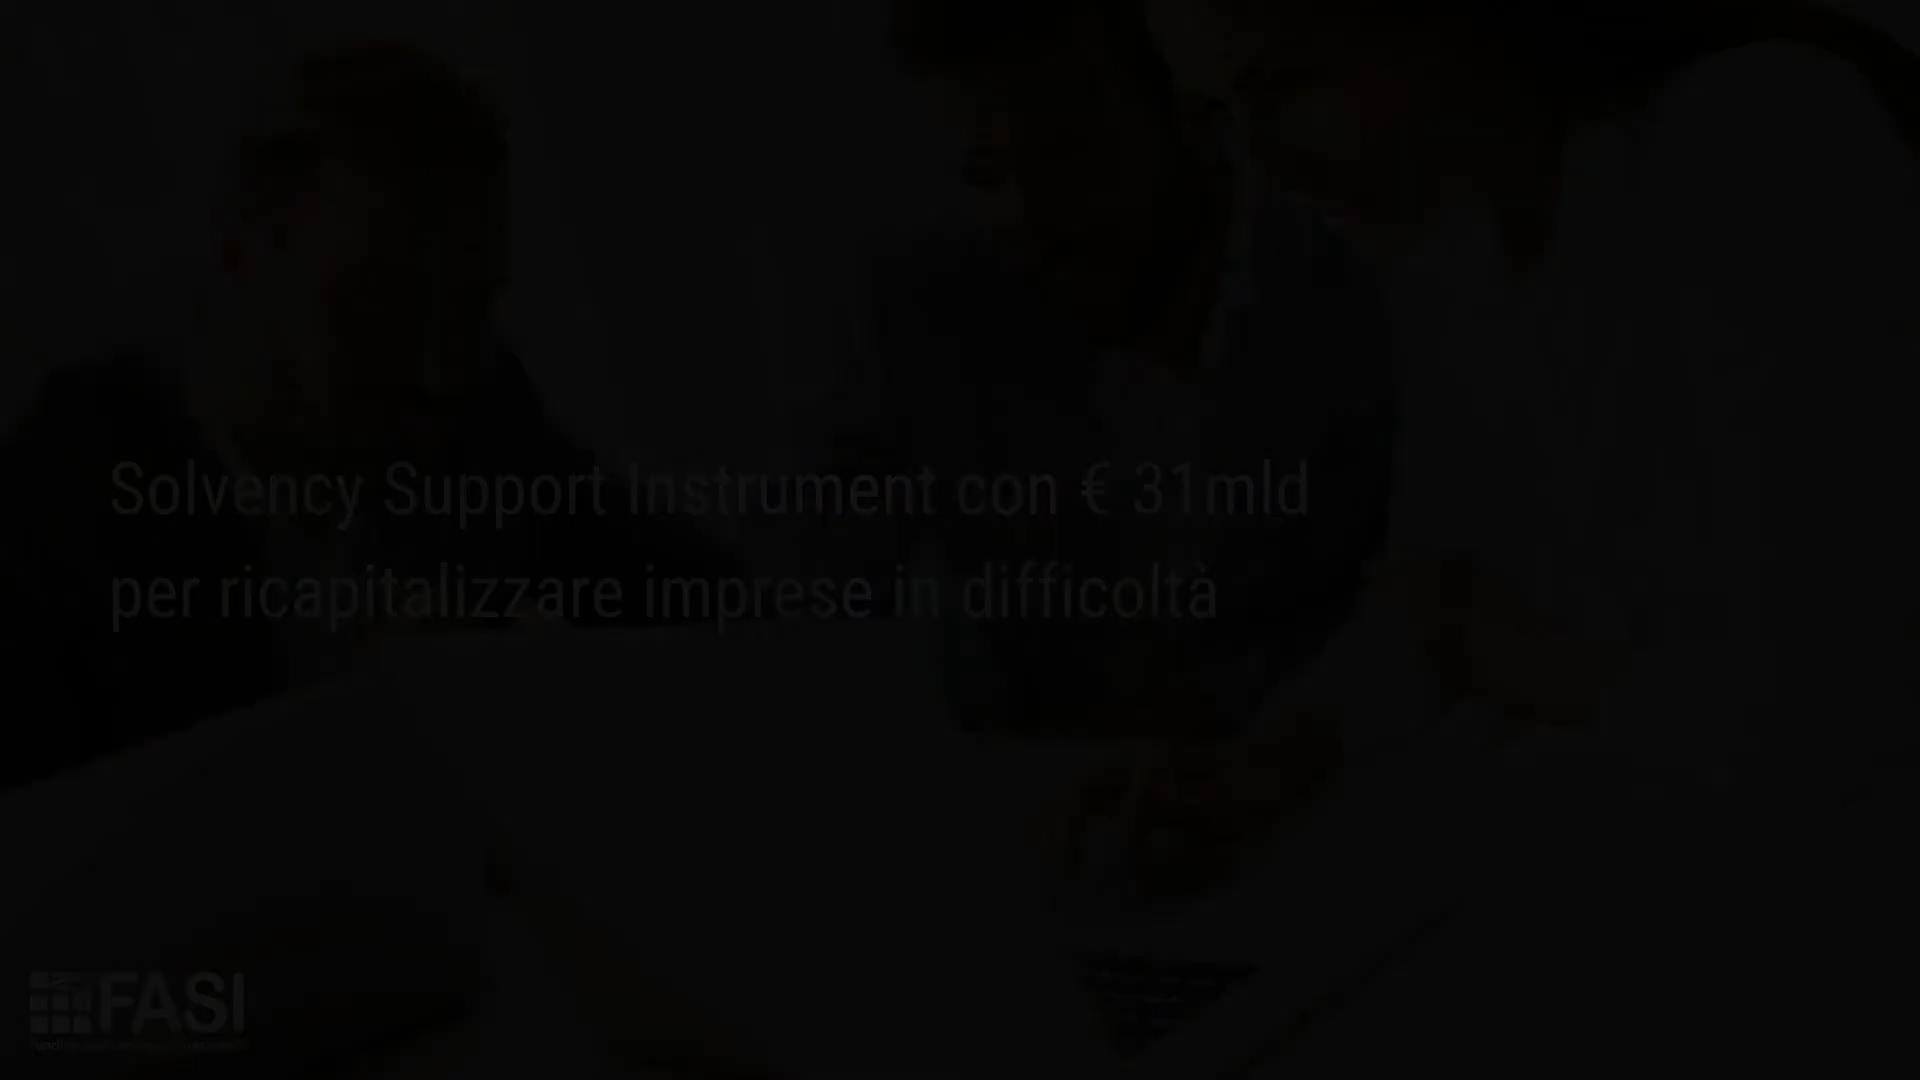 Solvency Support Instrument con € 31mld
per ricapitalizzare imprese in difficoltà
FASI